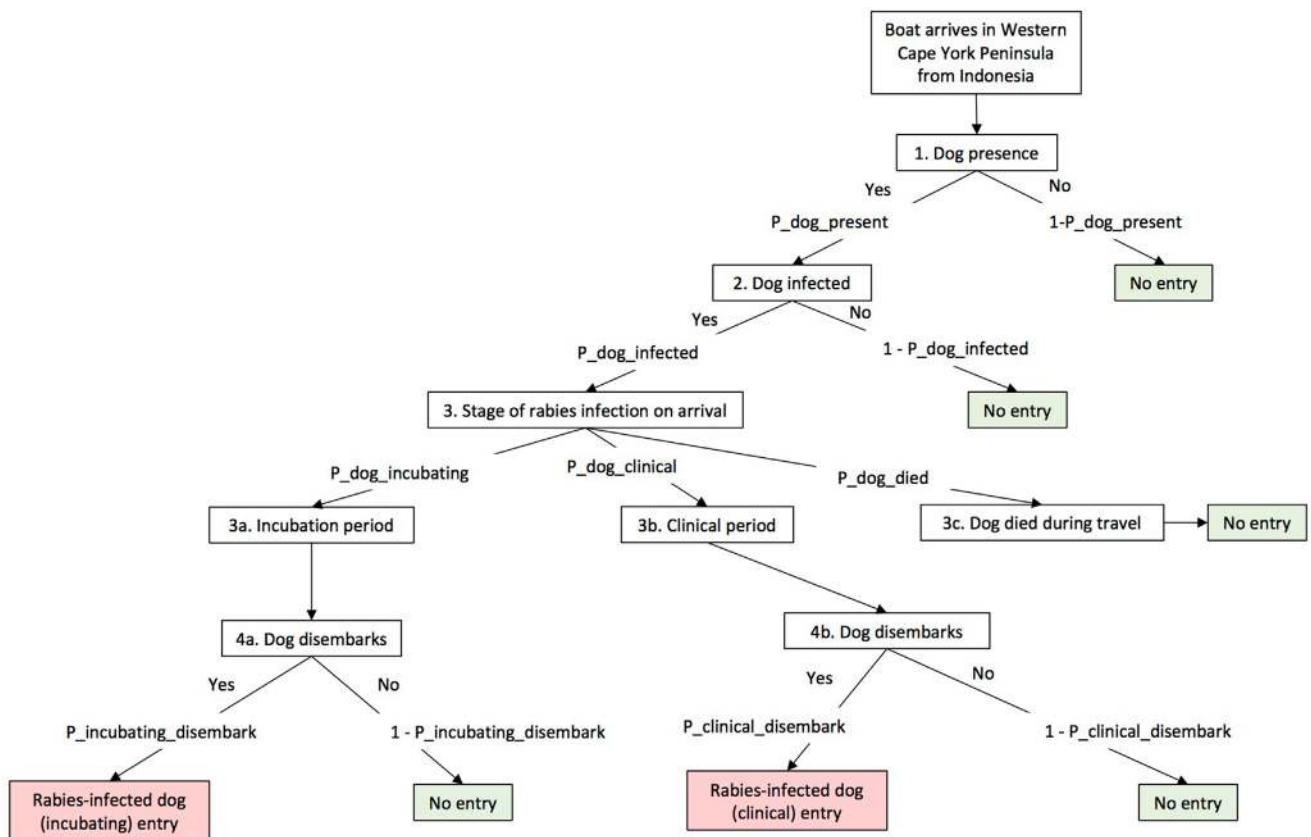 Boat arrives in Western
Cape York Peninsula
from Indonesia
1. Dog presence
Yes
No
P_dog_present
1-P_dog_present
2. Dog infected
No entry
Yes
No
P_dog_infected
1 - P_dog_infected
3. Stage of rabies infection on arrival
No entry
P_dog_incubating
P_dog_clinical
P_dog_died
3a. Incubation period
3b. Clinical period
3c. Dog died during travel
No entry
4a. Dog disembarks
4b. Dog disembarks
Yes
No
Yes
No
P_incubating_disembark
1 - P_incubating_disembark
P_clinical_disembark
1 - P_clinical_disembark
Rabies-infected dog
(incubating) entry
No entry
Rabies-infected dog
(clinical) entry
No entry